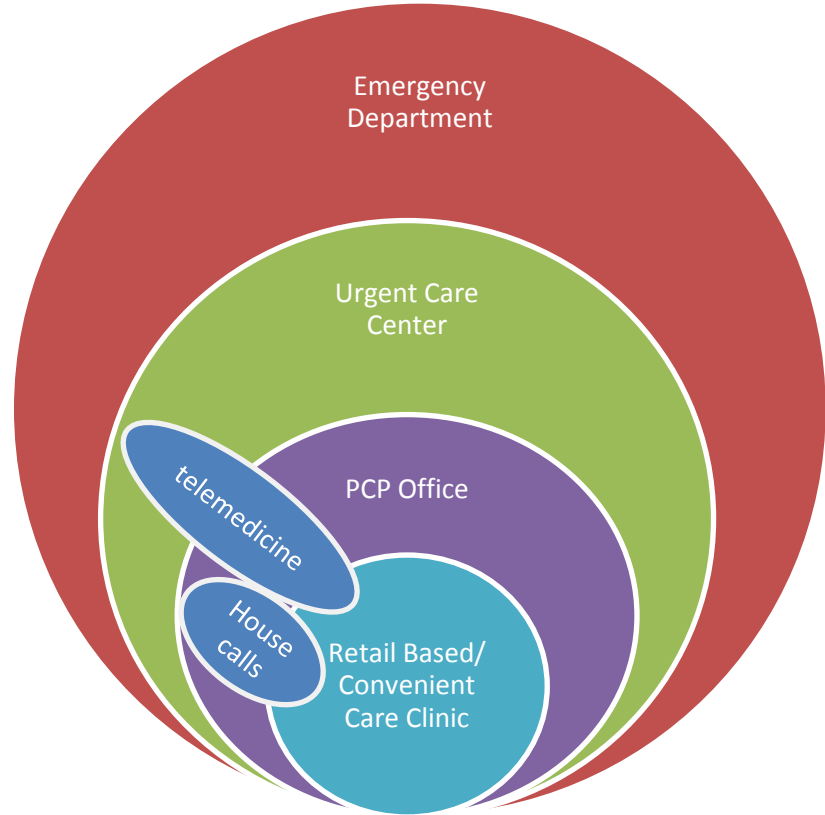 Emergency
Department
Urgent Care
Center
PCP Office
telemedicine
House
calls
Retail Based/
Convenient
Care Clinic